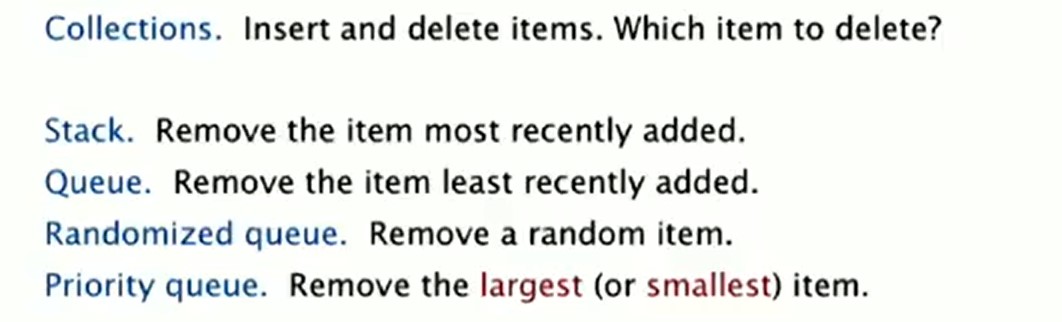 Collections. Insert and delete items. Which item to delete?
Stack. Remove the item most recently added.
Queue. Remove the item least recently added.
Randomized queue. Remove a random item.
Priority queue. Remove the largest (or smallest) item.